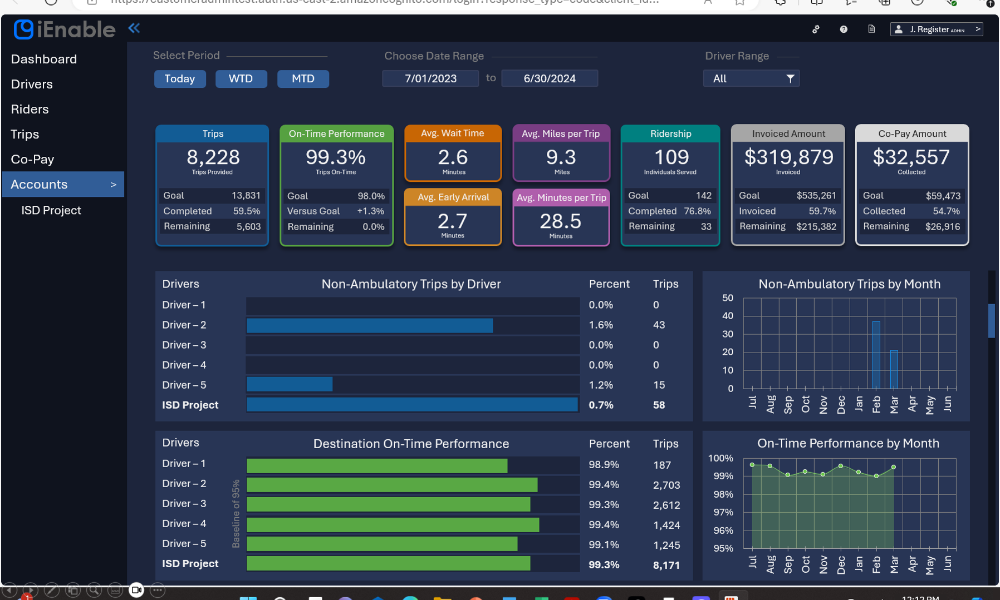 iEnable
J. Register ADMIN >
Dashboard
Drivers
Riders
Trips
Co-Pay
Accounts >
ISD Project
Select Period
Today WTD MTD
Choose Date Range
7/01/2023 to 6/30/2024
Driver Range
All
Trips
8,228
Trips Provided
Goal 13,831
Completed 59.5%
Remaining 5,603
On-Time Performance
99.3%
Trips On-Time
Goal 98.0%
Versus Goal +1.3%
Remaining 0.0%
Avg. Wait Time
2.6
Minutes
Avg. Early Arrival
2.7
Minutes
Avg. Miles per Trip
9.3
Miles
Avg. Minutes per Trip
28.5
Minutes
Ridership
109
Individuals Served
Goal 142
Completed 76.8%
Remaining 33
Invoiced Amount
$319,879
Invoiced
Goal $535,261
Invoiced 59.7%
Remaining $215,382
Co-Pay Amount
$32,557
Collected
Goal $59,473
Collected 54.7%
Remaining $26,916
Drivers Non-Ambulatory Trips by Driver Percent Trips
Driver – 1 0.0% 0
Driver – 2 1.6% 43
Driver – 3 0.0% 0
Driver – 4 0.0% 0
Driver – 5 1.2% 15
ISD Project 0.7% 58
Non-Ambulatory Trips by Month
50
40
30
20
10
0
Jul Aug Sep Oct Nov Dec Jan Feb Mar Apr May Jun
Drivers Destination On-Time Performance Percent Trips
Driver – 1 98.9% 187
Driver – 2 99.4% 2,703
Driver – 3 99.3% 2,612
Driver – 4 99.4% 1,424
Driver – 5 99.1% 1,245
ISD Project 99.3% 8,171
Baseline of 95%
On-Time Performance by Month
100%
99%
98%
97%
96%
95%
Jul Aug Sep Oct Nov Dec Jan Feb Mar Apr May Jun
1
12:12 PM